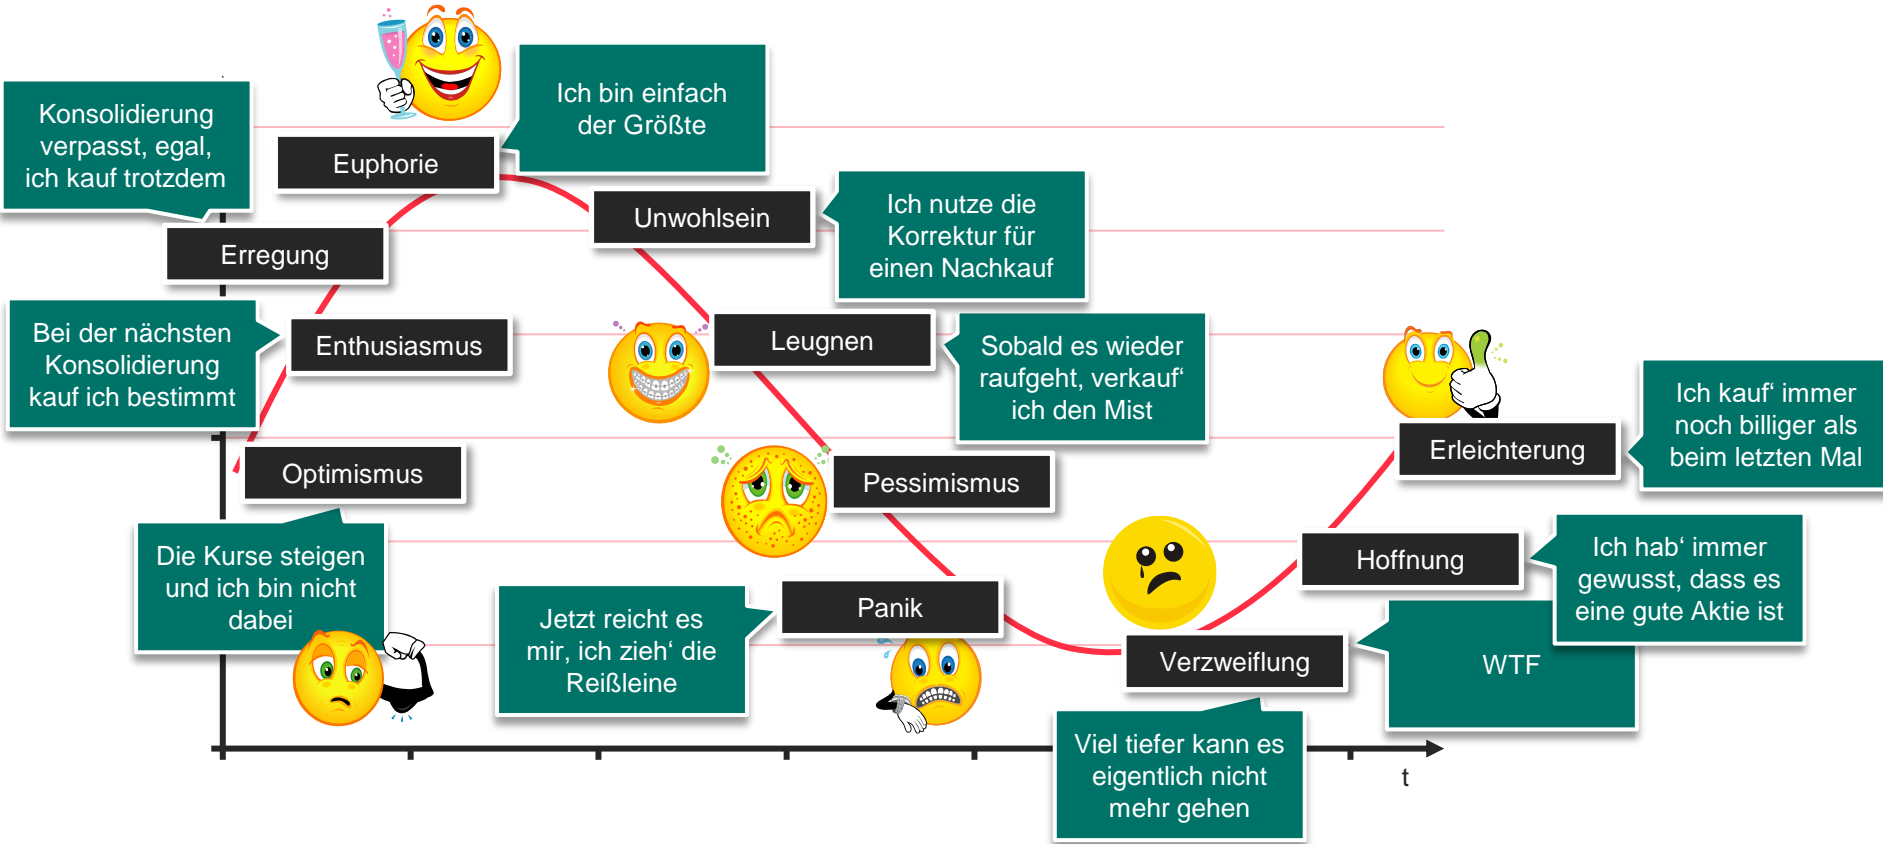 Konsolidierung
verpasst, egal,
ich kauf trotzdem
Euphorie
Ich bin einfach
der Größte
Erregung
Unwohlsein
Ich nutze die
Korrektur für
einen Nachkauf
Bei der nächsten
Konsolidierung
kauf ich bestimmt
Enthusiasmus
Leugnen
Sobald es wieder
raufgeht, verkauf‘
ich den Mist
Optimismus
Pessimismus
Erleichterung
Ich kauf‘ immer
noch billiger als
beim letzten Mal
Die Kurse steigen
und ich bin nicht
dabei
Jetzt reicht es
mir, ich zieh‘ die
Reißleine
Panik
Hoffnung
Ich hab‘ immer
gewusst, dass es
eine gute Aktie ist
Verzweiflung
WTF
Viel tiefer kann es
eigentlich nicht
mehr gehen
t